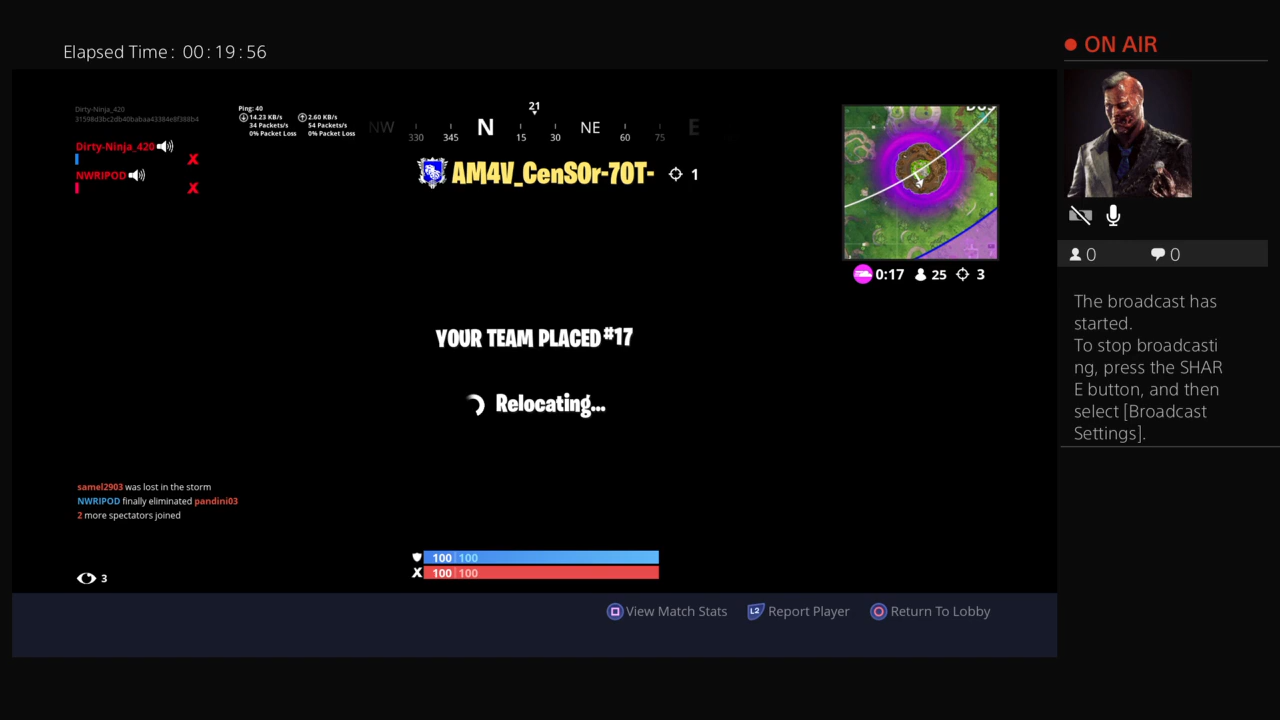 Elapsed Time: 00:19:56
ON AIR
Dirty-Ninja_420
Ping: 40
14.23 KB/s 2.60 KB/s
34 Packets/s 54 Packets/s
0% Packet Loss 0% Packet Loss
21
NW 330 345 N 15 30 NE 60 75 E
Dirty-Ninja_420
X
NWRIPOD
X
AM4V_CenS0r-70T- 1
0:17 25 3
0 0
YOUR TEAM PLACED #17
Relocating...
The broadcast has
started.
To stop broadcasti
ng, press the SHAR
E button, and then
select [Broadcast
Settings].
samel2903 was lost in the storm
NWRIPOD finally eliminated pandini03
2 more spectators joined
100 | 100
100 | 100
3
View Match Stats L2 Report Player Return To Lobby